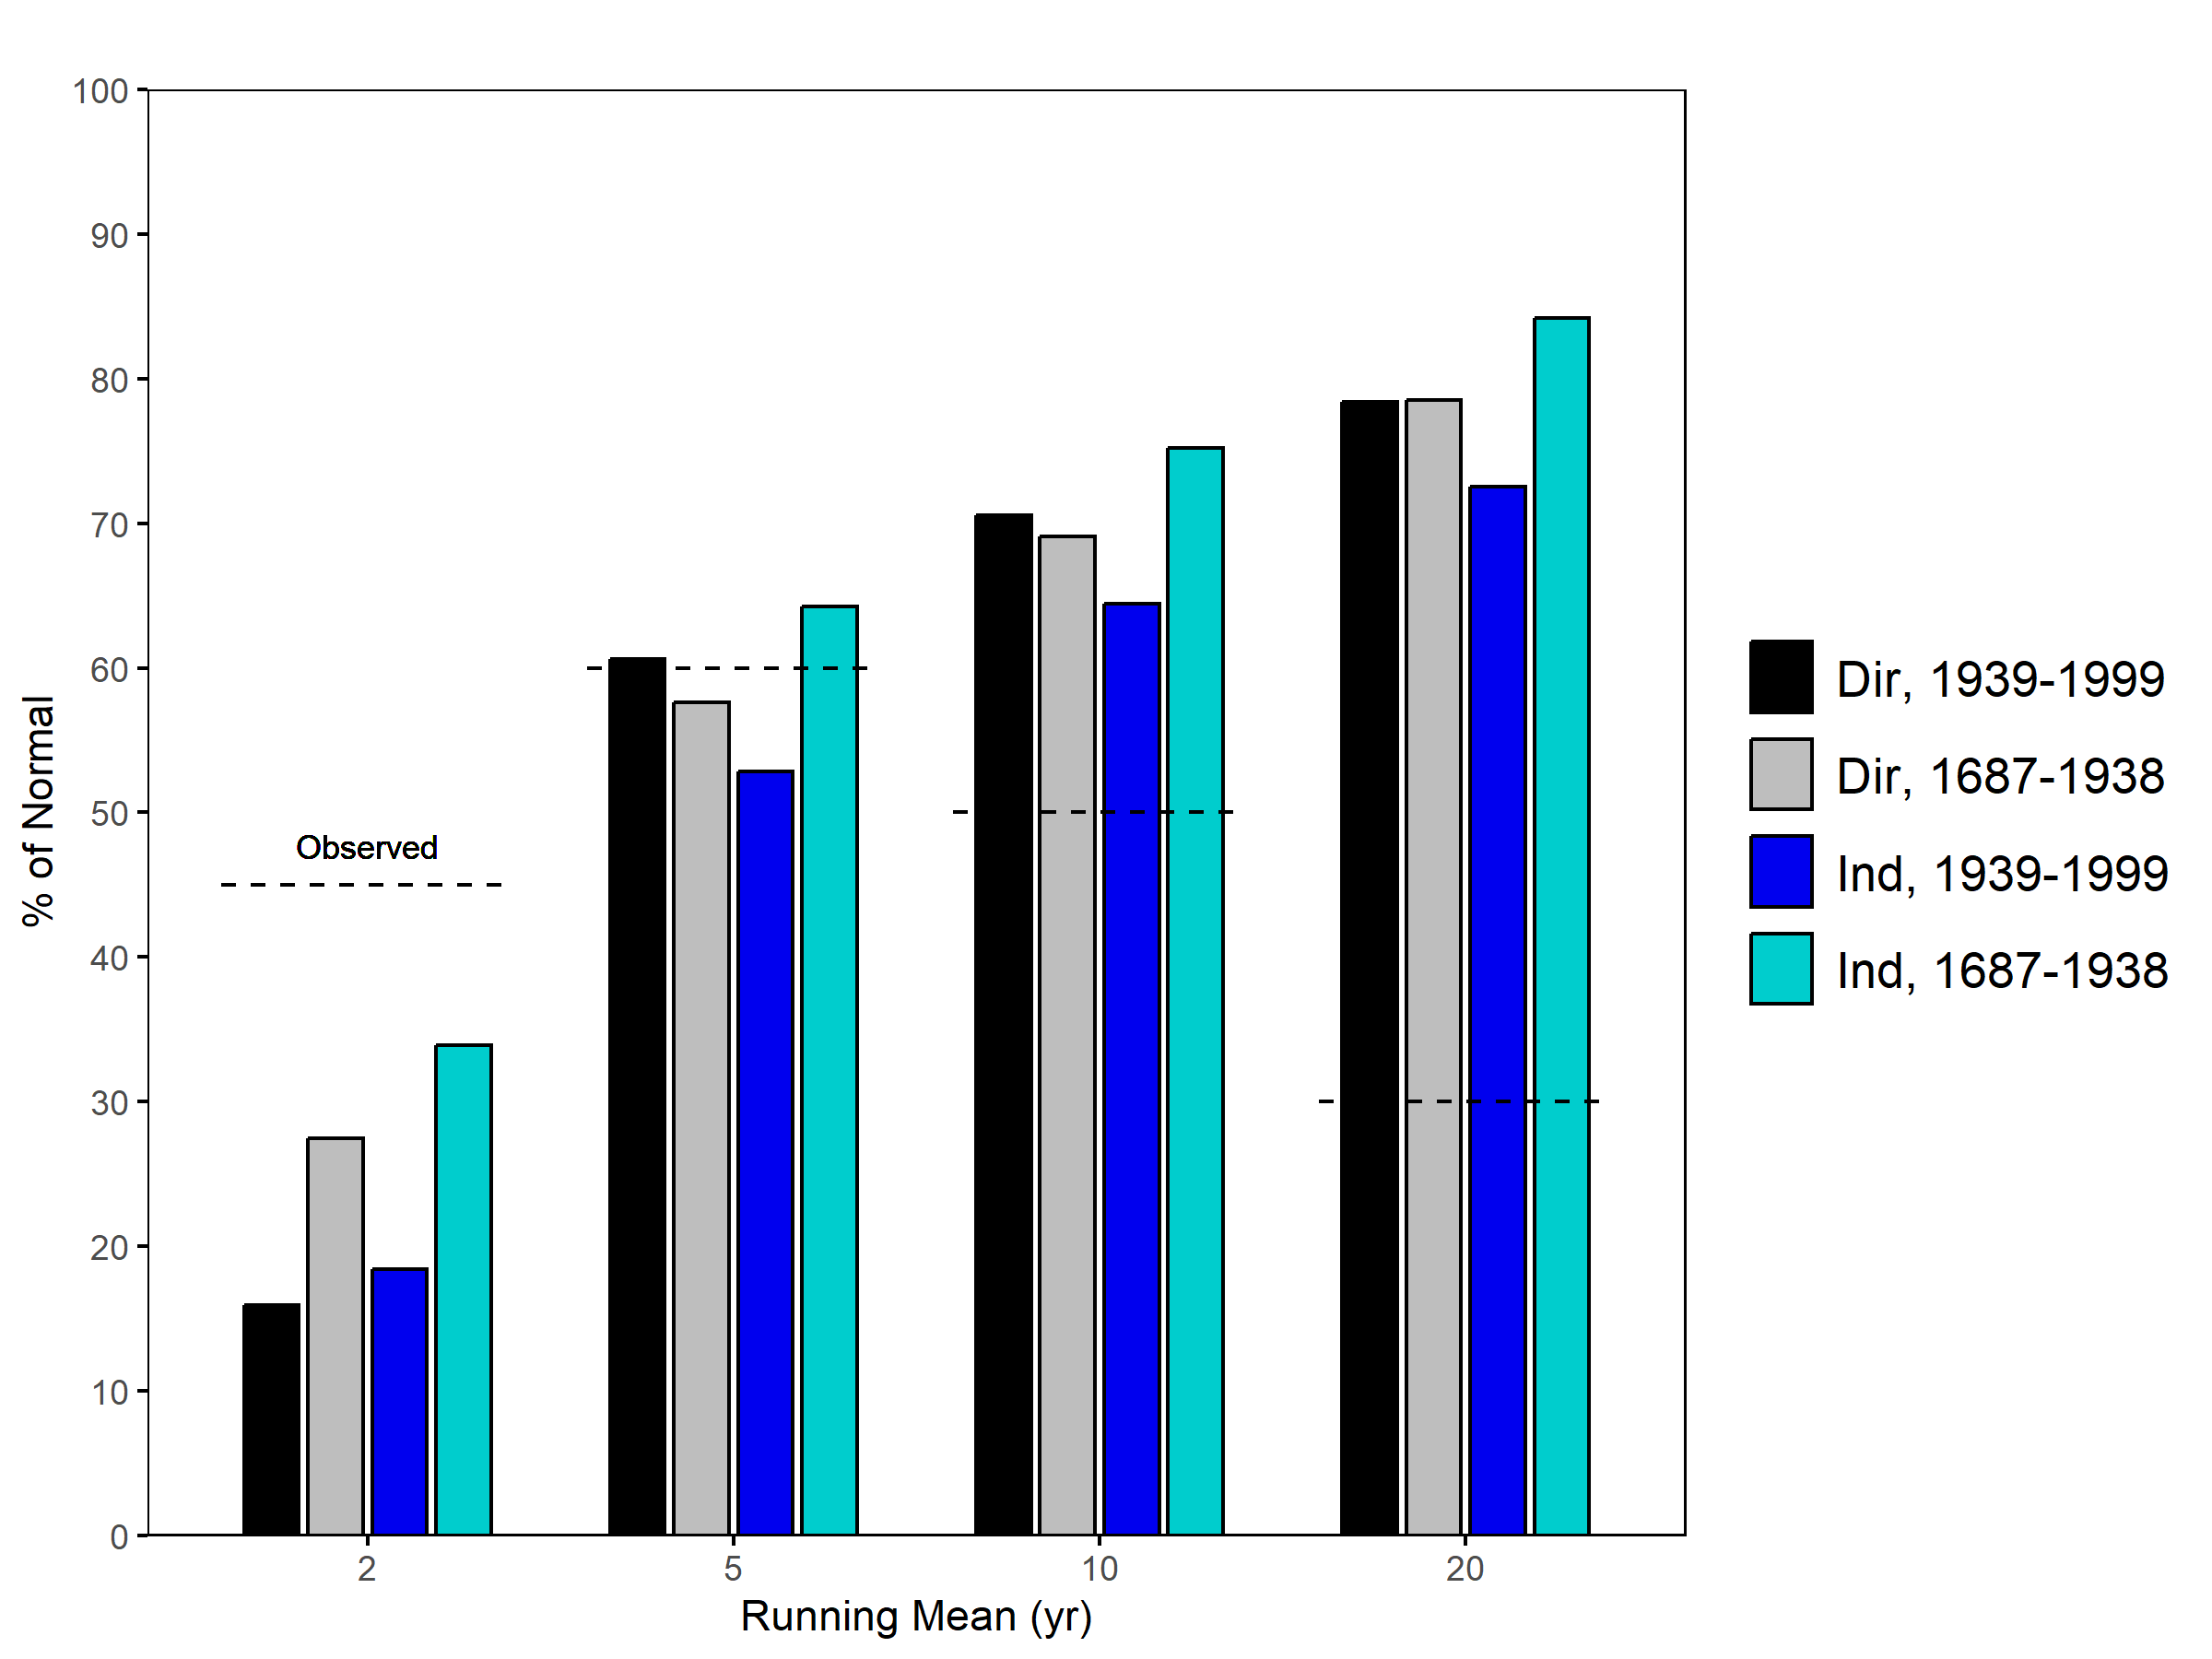 100
90
80
70
60
50
40
30
20
10
0
% of Normal
Observed
2
5
10
20
Running Mean (yr)
Dir, 1939-1999
Dir, 1687-1938
Ind, 1939-1999
Ind, 1687-1938